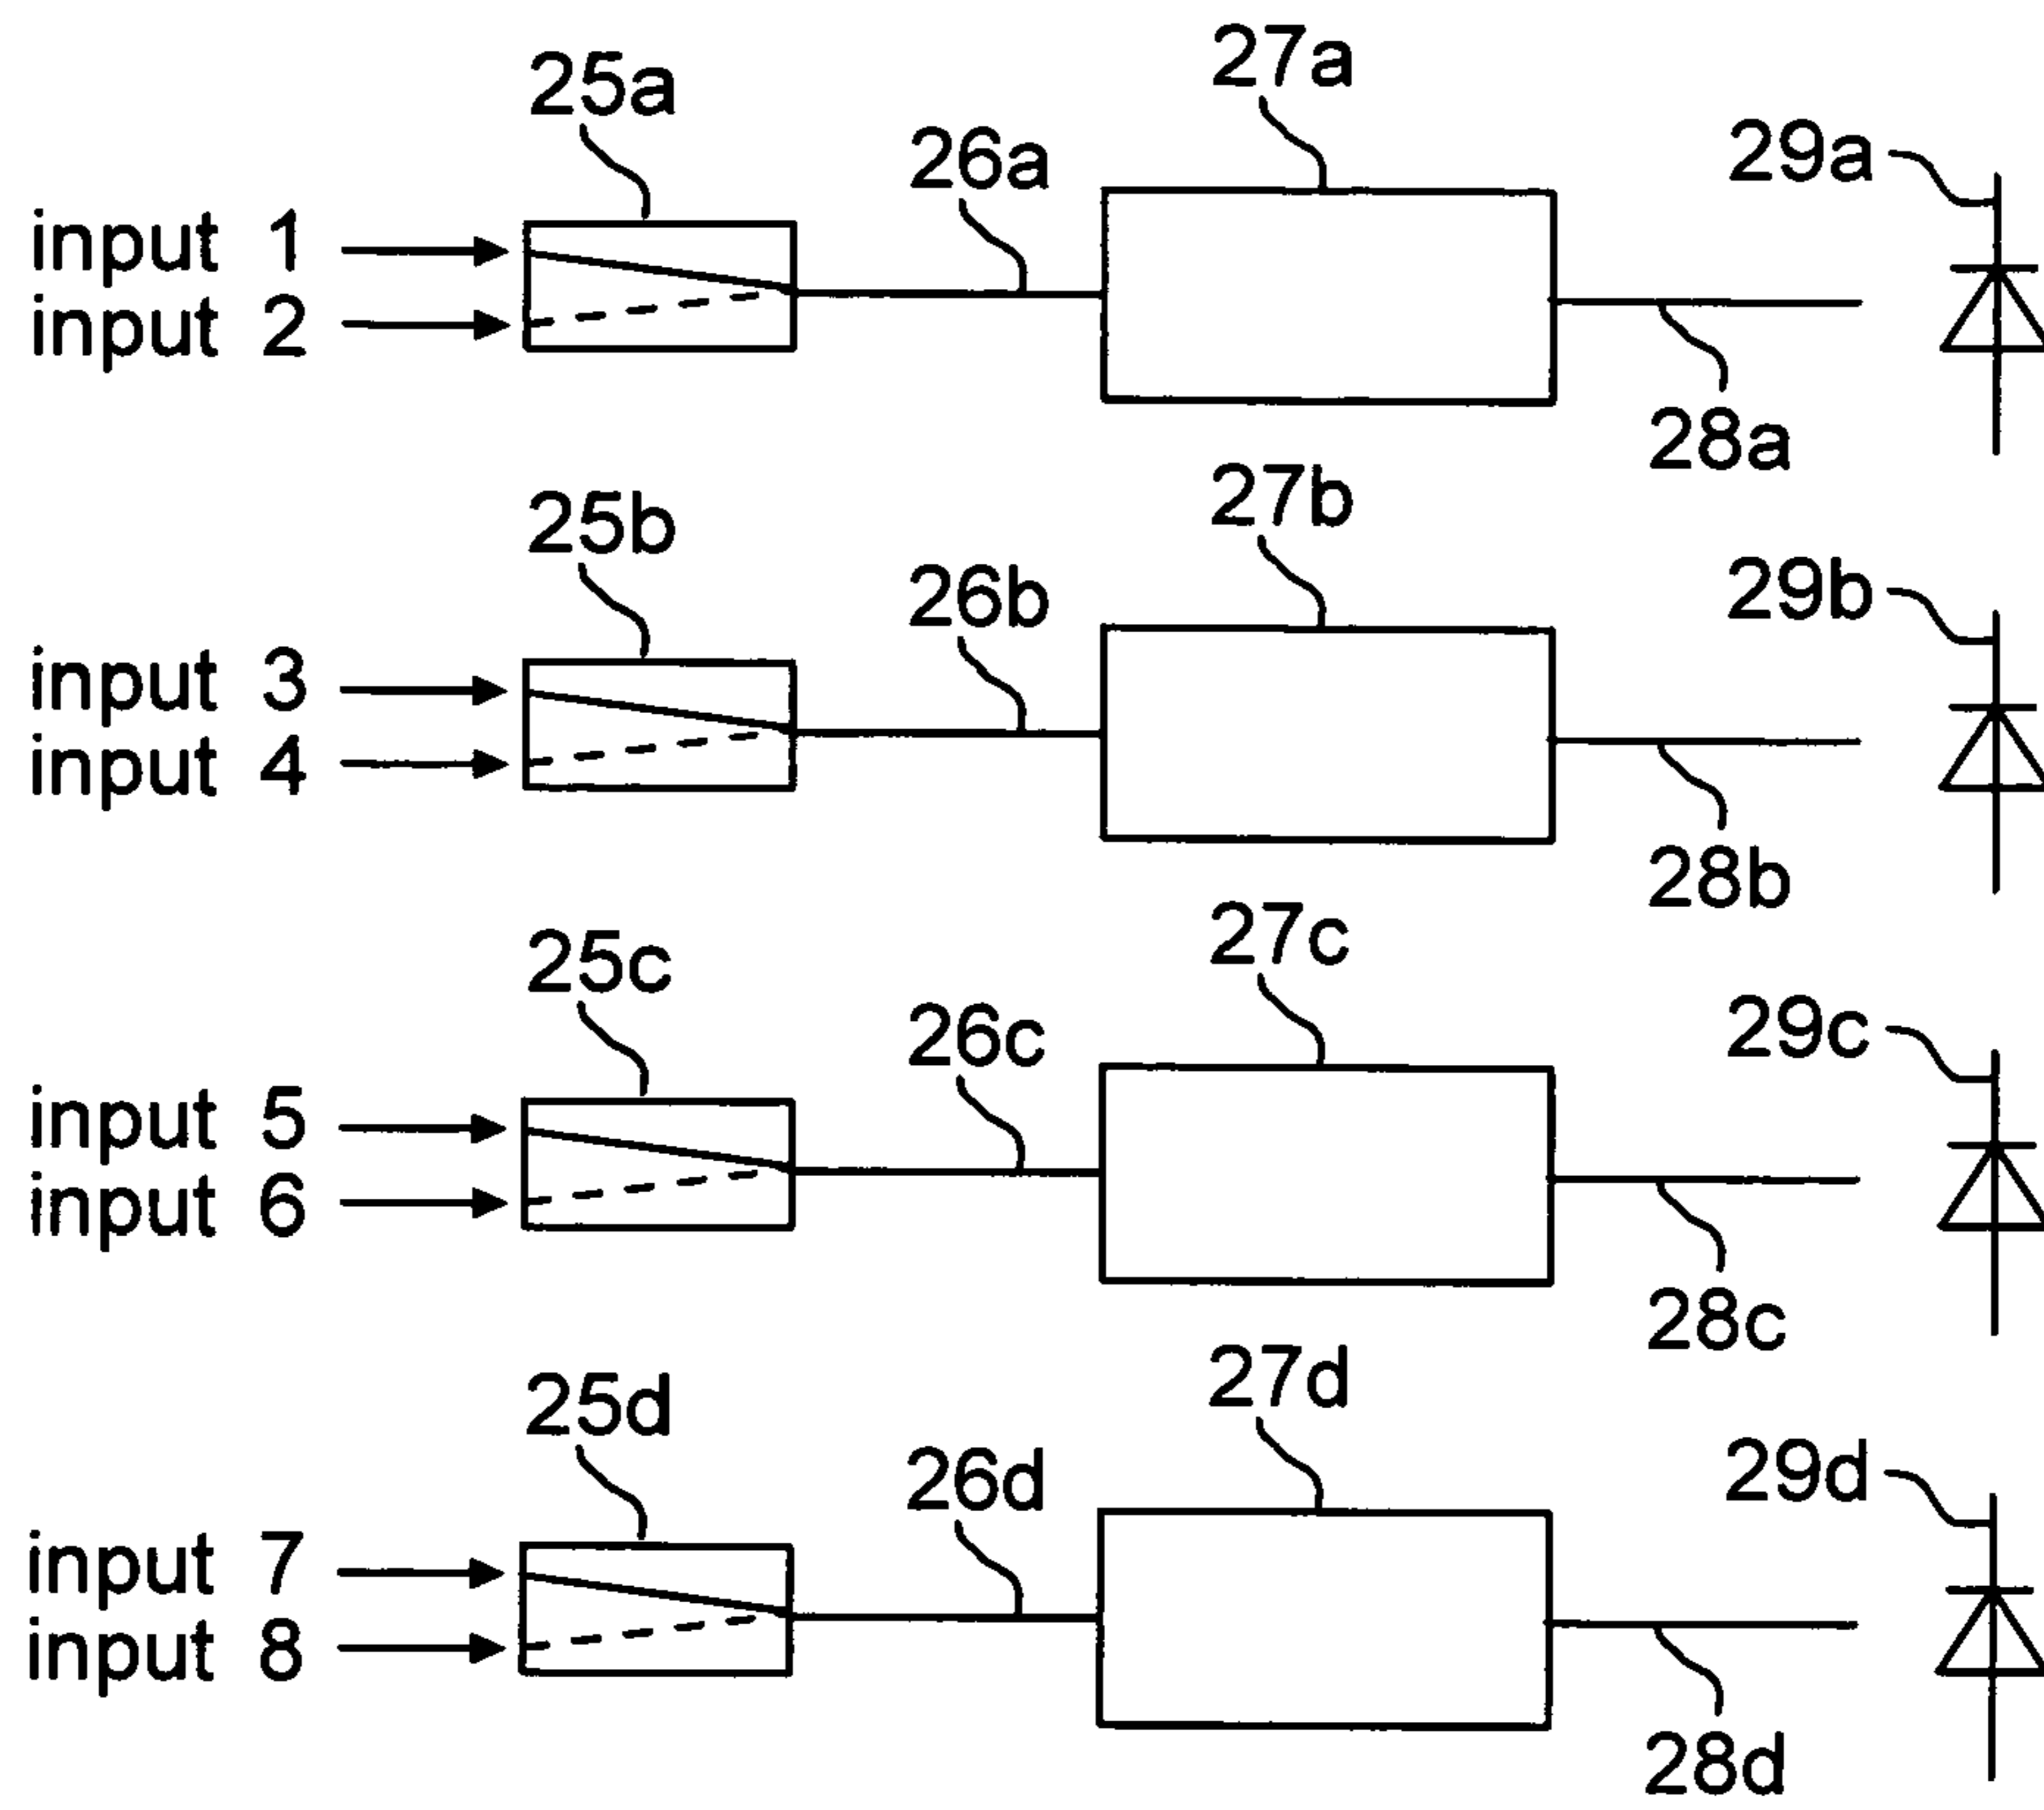 27a
25a
26a
29a
input 1
input 2
28a
27b
25b
26b
29b
input 3
input 4
28b
27c
25c
26c
29c
input 5
input 6
28c
27d
25d
26d
29d
input 7
input 8
28d